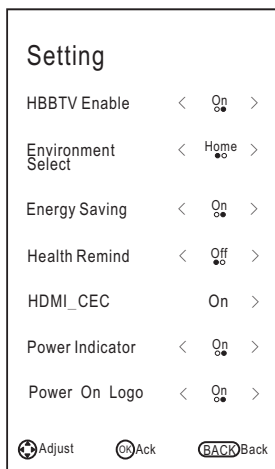 Setting
HBBTV Enable < On >
Environment
Select < Home >
Energy Saving < On >
Health Remind < Off >
HDMI_CEC On >
Power Indicator < On >
Power On Logo < On >
Adjust OK Ack BACK Back